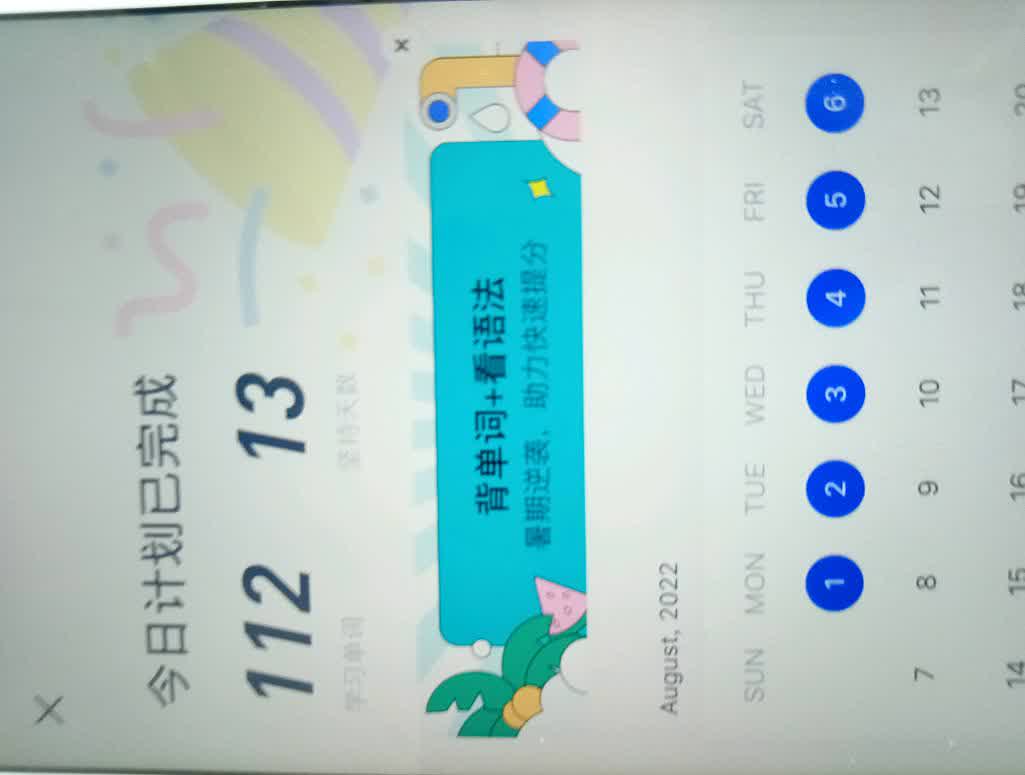 今日计划已完成
112 13
学习单词 坚持天数
背单词+看语法
暑期逆袭，助力快速提分
August, 2022
SUN MON TUE WED THU FRI SAT
1 2 3 4 5 6
7 8 9 10 11 12 13
14 15 16 17 18 19 20